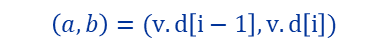 (a, b) = (v. d[i − 1], v. d[i])